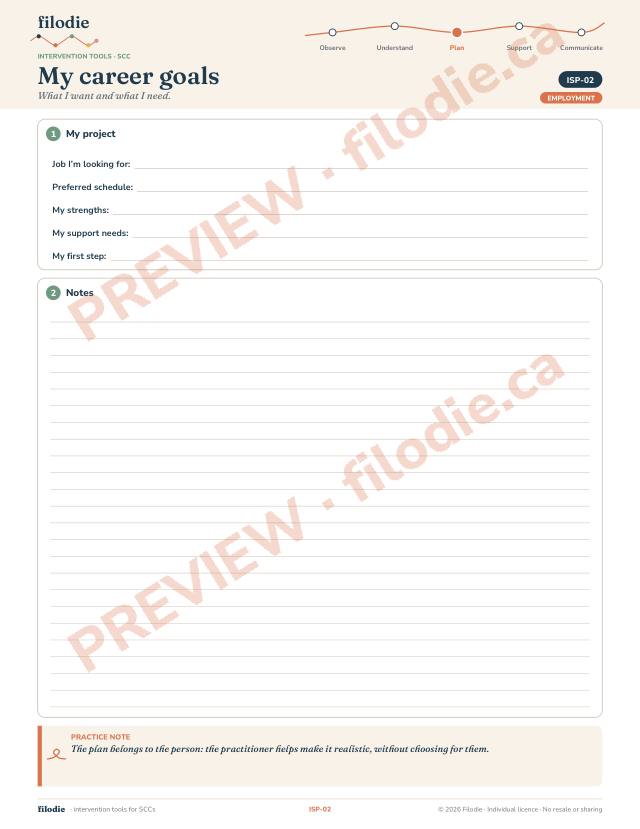 filodie
Observe Understand Plan Support Communicate
INTERVENTION TOOLS · SCC
My career goals
What I want and what I need.
ISP-02
EMPLOYMENT
1 My project
Job I'm looking for:
Preferred schedule:
My strengths:
My support needs:
My first step:
2 Notes
PREVIEW · filodie.ca
PREVIEW · filodie.ca
PRACTICE NOTE
The plan belongs to the person: the practitioner helps make it realistic, without choosing for them.
filodie · intervention tools for SCCs ISP-02 © 2026 Filodie · Individual licence · No resale or sharing